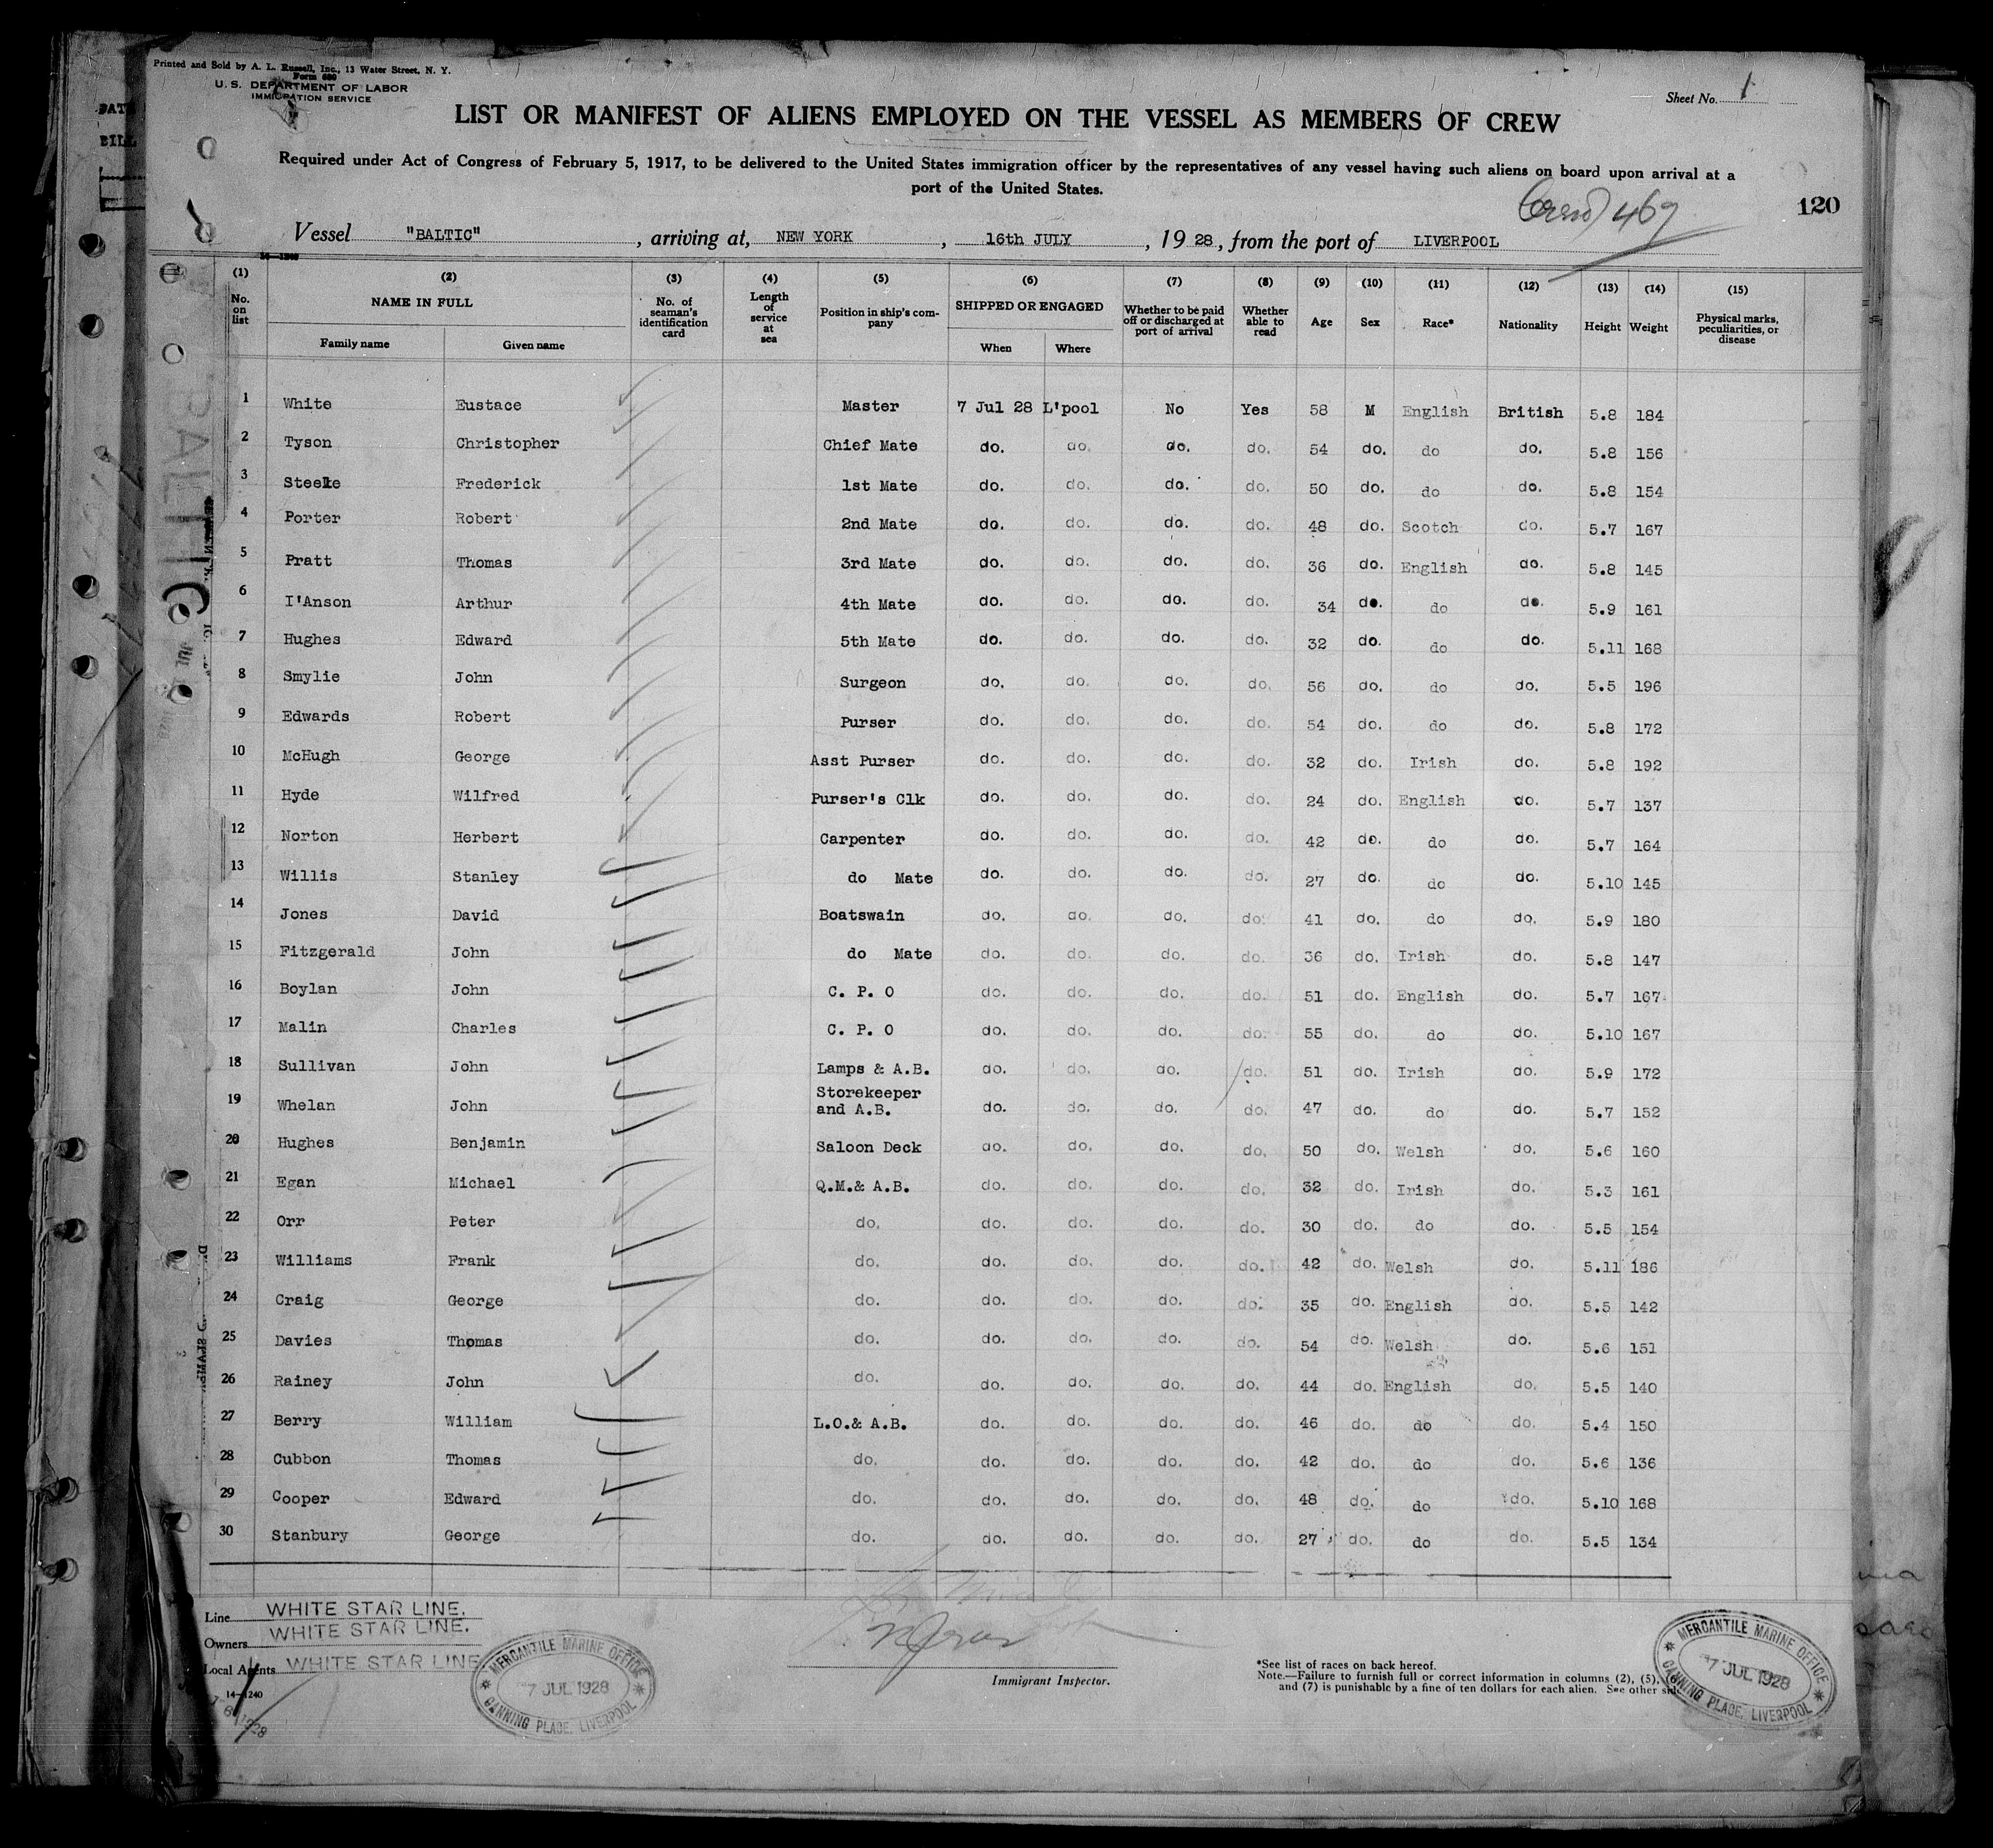 Printed and Sold by A. L. Russell, Inc., 13 Water Street, N. Y.
Form 680
U. S. DEPARTMENT OF LABOR
IMMIGRATION SERVICE
Sheet No. 1
LIST OR MANIFEST OF ALIENS EMPLOYED ON THE VESSEL AS MEMBERS OF CREW
Required under Act of Congress of February 5, 1917, to be delivered to the United States immigration officer by the representatives of any vessel having such aliens on board upon arrival at a
port of the United States.
469
120
Vessel "BALTIC", arriving at, NEW YORK, 16th JULY, 1928, from the port of LIVERPOOL
(1) (2) (3) (4) (5) (6) (7) (8) (9) (10) (11) (12) (13) (14) (15)
No. on list NAME IN FULL No. of seaman's identification card Length of service at sea Position in ship's company SHIPPED OR ENGAGED Whether to be paid off or discharged at port of arrival Whether able to read Age Sex Race* Nationality Height Weight Physical marks, peculiarities, or disease
Family name Given name When Where
1 White Eustace Master 7 Jul 28 L'pool No Yes 58 M English British 5.8 184
2 Tyson Christopher Chief Mate do. do. do. do. 54 do. do do. 5.8 156
3 Steele Frederick 1st Mate do. do. do. do. 50 do. do do. 5.8 154
4 Porter Robert 2nd Mate do. do. do. do. 48 do. Scotch do. 5.7 167
5 Pratt Thomas 3rd Mate do. do. do. do. 36 do. English do. 5.8 145
6 I'Anson Arthur 4th Mate do. do. do. do. 34 do. do do. 5.9 161
7 Hughes Edward 5th Mate do. do. do. do. 32 do. do do. 5.11 168
8 Smylie John Surgeon do. do. do. do. 56 do. do do. 5.5 196
9 Edwards Robert Purser do. do. do. do. 54 do. do do. 5.8 172
10 McHugh George Asst Purser do. do. do. do. 32 do. Irish do. 5.8 192
11 Hyde Wilfred Purser's Clk do. do. do. do. 24 do. English do. 5.7 137
12 Norton Herbert Carpenter do. do. do. do. 42 do. do do. 5.7 164
13 Willis Stanley do Mate do. do. do. do. 27 do. do do. 5.10 145
14 Jones David Boatswain do. do. do. do. 41 do. do do. 5.9 180
15 Fitzgerald John do Mate do. do. do. do. 36 do. Irish do. 5.8 147
16 Boylan John C. P. O do. do. do. do. 51 do. English do. 5.7 167
17 Malin Charles C. P. O do. do. do. do. 55 do. do do. 5.10 167
18 Sullivan John Lamps & A.B. do. do. do. do. 51 do. Irish do. 5.9 172
19 Whelan John Storekeeper and A.B. do. do. do. do. 47 do. do do. 5.7 152
20 Hughes Benjamin Saloon Deck do. do. do. do. 50 do. Welsh do. 5.6 160
21 Egan Michael Q.M.& A.B. do. do. do. do. 32 do. Irish do. 5.3 161
22 Orr Peter do. do. do. do. do. 30 do. do do. 5.5 154
23 Williams Frank do. do. do. do. do. 42 do. Welsh do. 5.11 186
24 Craig George do. do. do. do. do. 35 do. English do. 5.5 142
25 Davies Thomas do. do. do. do. do. 54 do. Welsh do. 5.6 151
26 Rainey John do. do. do. do. do. 44 do. English do. 5.5 140
27 Berry William L.O.& A.B. do. do. do. do. 46 do. do do. 5.4 150
28 Cubbon Thomas do. do. do. do. do. 42 do. do do. 5.6 136
29 Cooper Edward do. do. do. do. do. 48 do. do do. 5.10 168
30 Stanbury George do. do. do. do. do. 27 do. do do. 5.5 134
Line WHITE STAR LINE.
Owners WHITE STAR LINE.
Local Agents WHITE STAR LINE
14—1240
MERCANTILE MARINE OFFICE
7 JUL 1928
CANNING PLACE, LIVERPOOL
Immigrant Inspector.
*See list of races on back hereof.
Note.—Failure to furnish full or correct information in columns (2), (5), (6)
and (7) is punishable by a fine of ten dollars for each alien. See other side
MERCANTILE MARINE OFFICE
7 JUL 1928
CANNING PLACE, LIVERPOOL
BALTIC